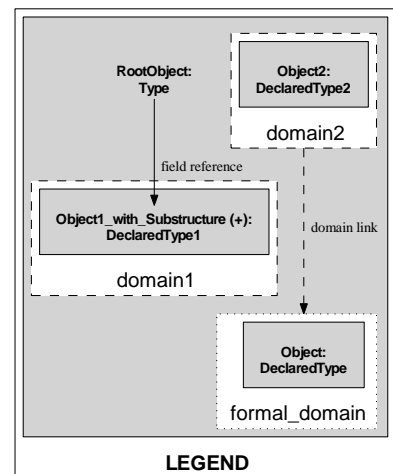 RootObject:
Type
Object2:
DeclaredType2
domain2
field reference
Object1_with_Substructure (+):
DeclaredType1
domain1
domain link
Object:
DeclaredType
formal_domain
LEGEND